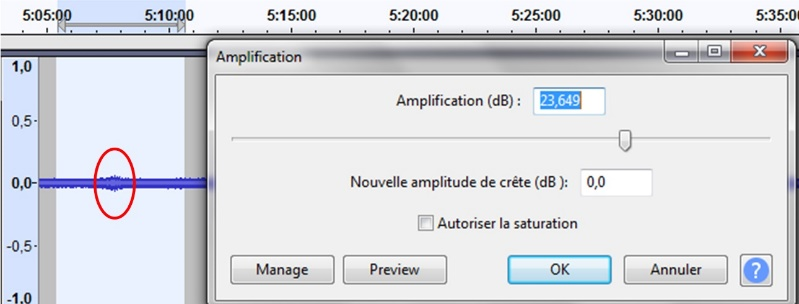 5:05:00 5:10:00 5:15:00 5:20:00 5:25:00 5:30:00 5:35:00
Amplification
1,0
0,5-
0,0-
-0,5-
-1,0
Amplification (dB) : 23,649
Nouvelle amplitude de crête (dB ): 0,0
Autoriser la saturation
Manage Preview OK Annuler ?